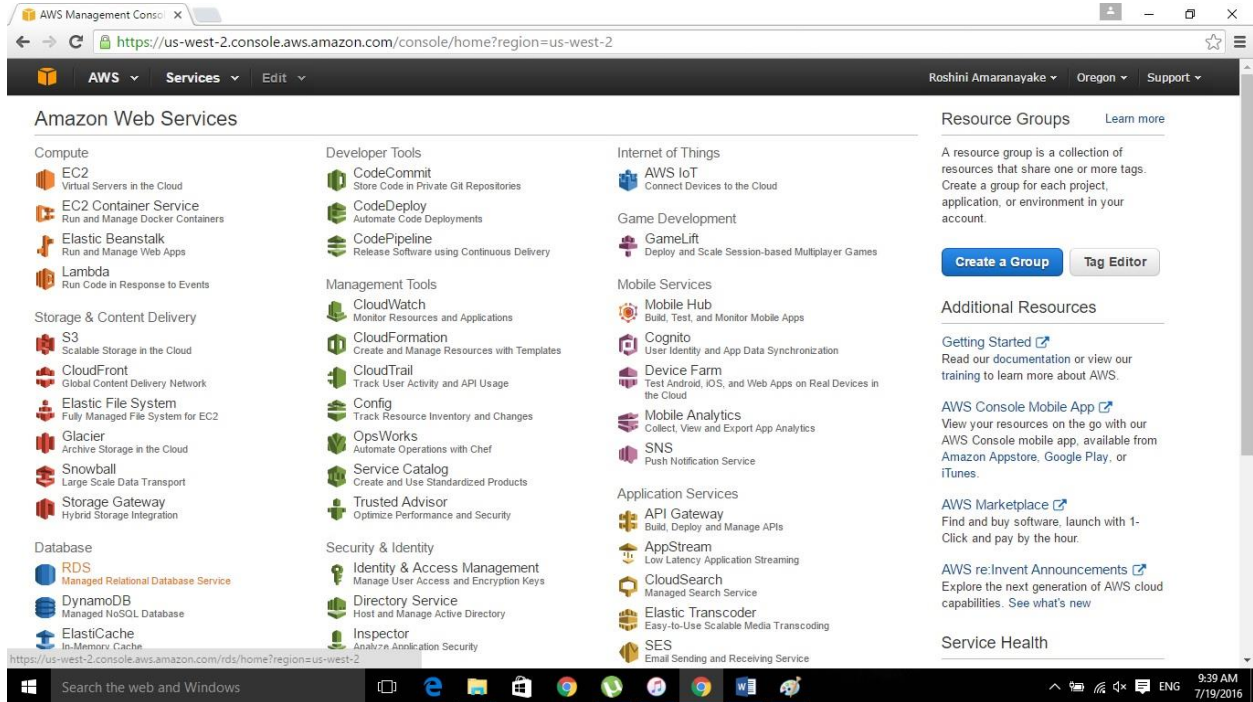 AWS Management Consol
https://us-west-2.console.aws.amazon.com/console/home?region=us-west-2
AWS Services Edit Roshini Amaranayake Oregon Support
Amazon Web Services
Compute
EC2
Virtual Servers in the Cloud
EC2 Container Service
Run and Manage Docker Containers
Elastic Beanstalk
Run and Manage Web Apps
Lambda
Run Code in Response to Events
Storage & Content Delivery
S3
Scalable Storage in the Cloud
CloudFront
Global Content Delivery Network
Elastic File System
Fully Managed File System for EC2
Glacier
Archive Storage in the Cloud
Snowball
Large Scale Data Transport
Storage Gateway
Hybrid Storage Integration
Database
RDS
Managed Relational Database Service
DynamoDB
Managed NoSQL Database
ElastiCache
In-Memory Cache
Developer Tools
CodeCommit
Store Code in Private Git Repositories
CodeDeploy
Automate Code Deployments
CodePipeline
Release Software using Continuous Delivery
Management Tools
CloudWatch
Monitor Resources and Applications
CloudFormation
Create and Manage Resources with Templates
CloudTrail
Track User Activity and API Usage
Config
Track Resource Inventory and Changes
OpsWorks
Automate Operations with Chef
Service Catalog
Create and Use Standardized Products
Trusted Advisor
Optimize Performance and Security
Security & Identity
Identity & Access Management
Manage User Access and Encryption Keys
Directory Service
Host and Manage Active Directory
Inspector
Analyze Application Security
Internet of Things
AWS IoT
Connect Devices to the Cloud
Game Development
GameLift
Deploy and Scale Session-based Multiplayer Games
Mobile Services
Mobile Hub
Build, Test, and Monitor Mobile Apps
Cognito
User Identity and App Data Synchronization
Device Farm
Test Android, iOS, and Web Apps on Real Devices in
the Cloud
Mobile Analytics
Collect, View and Export App Analytics
SNS
Push Notification Service
Application Services
API Gateway
Build, Deploy and Manage APIs
AppStream
Low Latency Application Streaming
CloudSearch
Managed Search Service
Elastic Transcoder
Easy-to-Use Scalable Media Transcoding
SES
Email Sending and Receiving Service
Resource Groups Learn more
A resource group is a collection of
resources that share one or more tags.
Create a group for each project,
application, or environment in your
account.
Create a Group Tag Editor
Additional Resources
Getting Started
Read our documentation or view our
training to learn more about AWS.
AWS Console Mobile App
View your resources on the go with our
AWS Console mobile app, available from
Amazon Appstore, Google Play, or
iTunes.
AWS Marketplace
Find and buy software, launch with 1-
Click and pay by the hour.
AWS re:Invent Announcements
Explore the next generation of AWS cloud
capabilities. See what's new
Service Health
https://us-west-2.console.aws.amazon.com/rds/home?region=us-west-2
Search the web and Windows
ENG
9:39 AM
7/19/2016